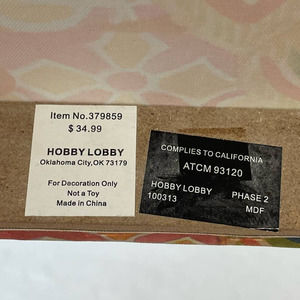 Item No.379859
$ 34.99
HOBBY LOBBY
Oklahoma City,OK 73179
For Decoration Only
Not a Toy
Made in China
COMPLIES TO CALIFORNIA
ATCM 93120
HOBBY LOBBY
100313
PHASE 2
MDF